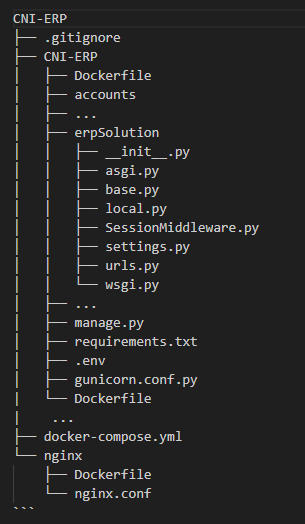 CNI-ERP
├── .gitignore
├── CNI-ERP
│   ├── Dockerfile
│   ├── accounts
│   ├── ...
│   ├── erpSolution
│   │   ├── __init__.py
│   │   ├── asgi.py
│   │   ├── base.py
│   │   ├── local.py
│   │   ├── SessionMiddleware.py
│   │   ├── settings.py
│   │   ├── urls.py
│   │   └── wsgi.py
│   ├── ...
│   ├── manage.py
│   ├── requirements.txt
│   ├── .env
│   ├── gunicorn.conf.py
│   └── Dockerfile
|    ...
├── docker-compose.yml
└── nginx
    ├── Dockerfile
    └── nginx.conf
```